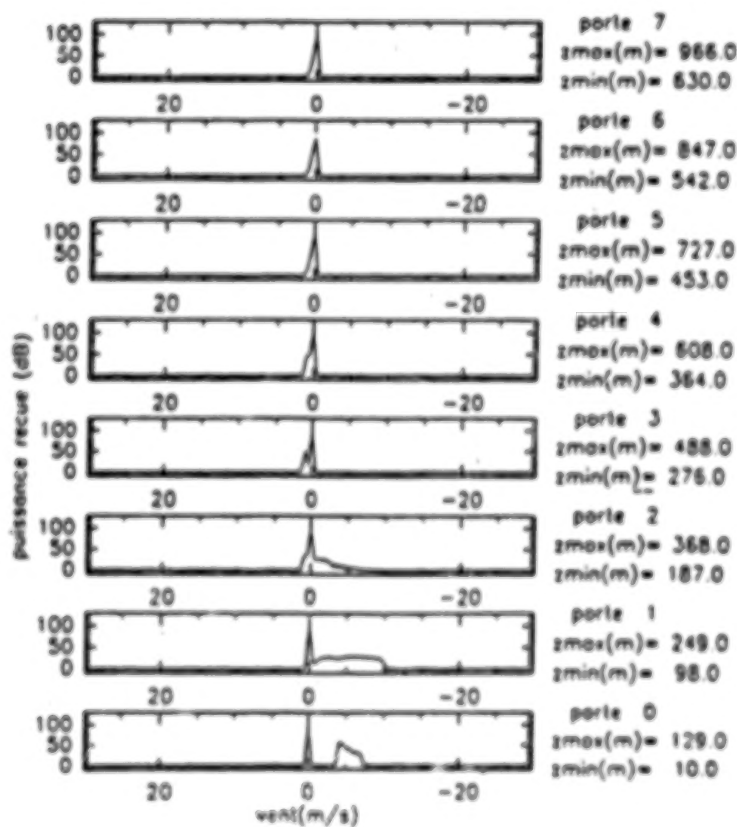 100
50
0
20
0
-20
porte 7
zmax(m)= 966.0
zmin(m)= 630.0
100
50
0
20
0
-20
porte 6
zmax(m)= 847.0
zmin(m)= 542.0
100
50
0
20
0
-20
porte 5
zmax(m)= 727.0
zmin(m)= 453.0
100
50
0
20
0
-20
porte 4
zmax(m)= 608.0
zmin(m)= 364.0
100
50
0
20
0
-20
porte 3
zmax(m)= 488.0
zmin(m)= 276.0
100
50
0
20
0
-20
porte 2
zmax(m)= 368.0
zmin(m)= 187.0
100
50
0
20
0
-20
porte 1
zmax(m)= 249.0
zmin(m)= 98.0
100
50
0
20
0
-20
porte 0
zmax(m)= 129.0
zmin(m)= 10.0
puissance recue (dB)
vent(m/s)